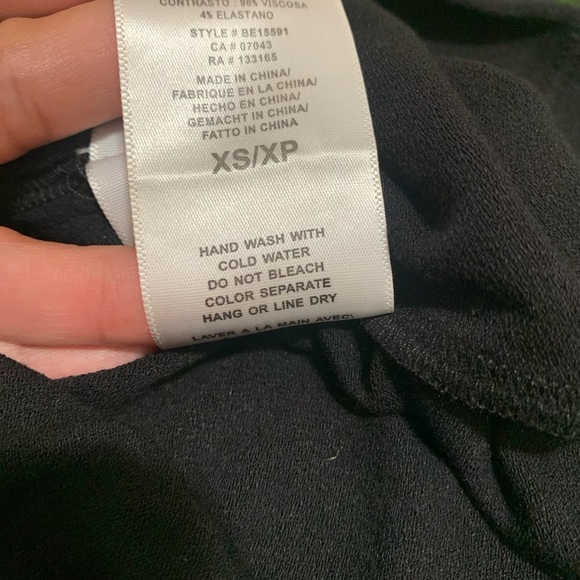 CONTRASTO: 96% VISCOSA
4% ELASTANO
STYLE # BE15591
CA # 07043
RA # 133165
MADE IN CHINA/
FABRIQUE EN LA CHINA/
HECHO EN CHINA/
GEMACHT IN CHINA/
FATTO IN CHINA
XS/XP
HAND WASH WITH
COLD WATER
DO NOT BLEACH
COLOR SEPARATE
HANG OR LINE DRY
LAVER A LA MAIN AVEC